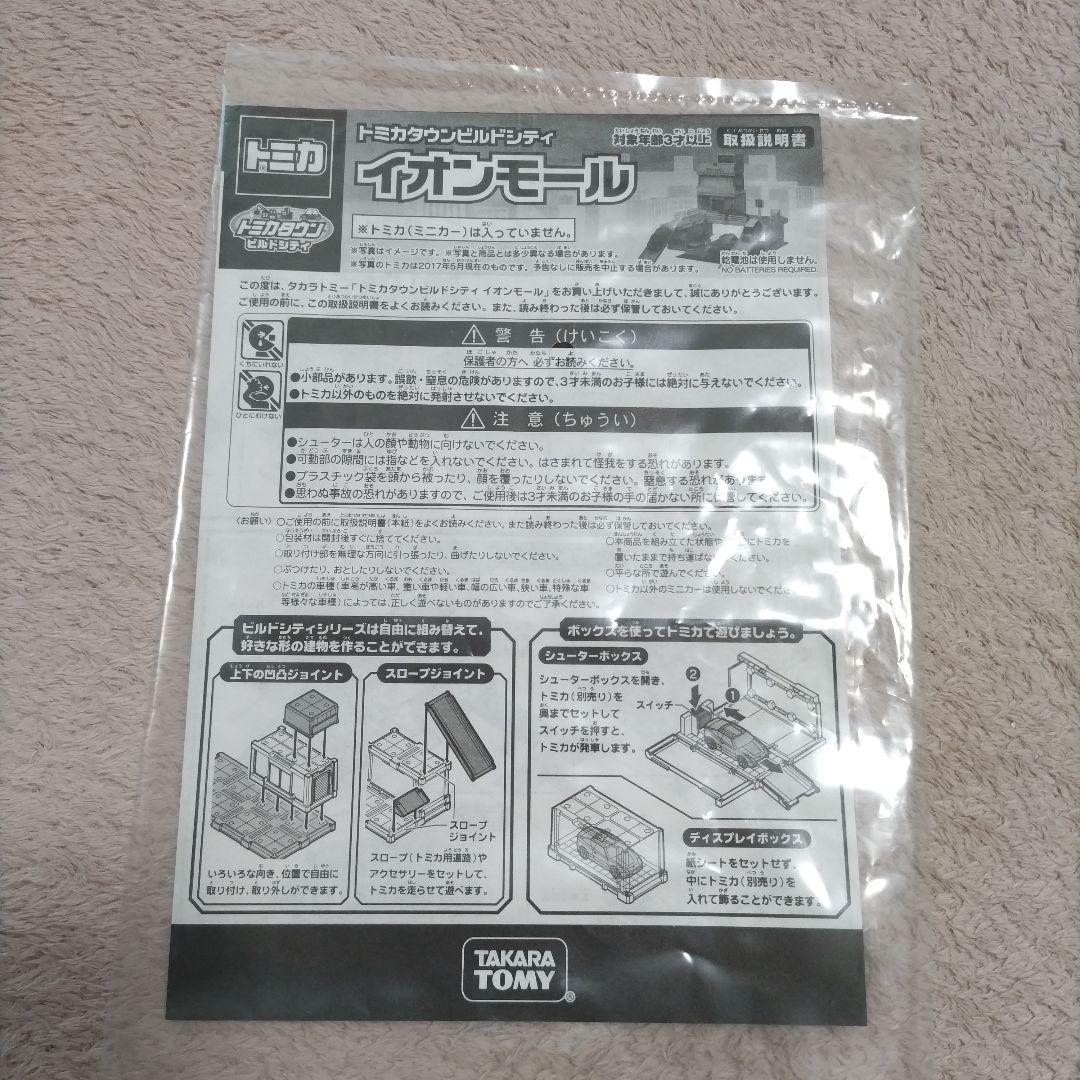 トミカ
トミカタウン
ビルドシティ
トミカタウンビルドシティ
イオンモール
対象年齢3才以上
取扱説明書
※トミカ(ミニカー)は入っていません。
※写真はイメージです。※写真と商品とは多少異なる場合があります。
※写真のトミカは2017年5月現在のものです。予告なしに販売を中止する場合があります。
乾電池は使用しません。
NO BATTERIES REQUIRED.
この度は、タカラトミー「トミカタウンビルドシティ イオンモール」をお買い上げいただきまして、誠にありがとうございます。
ご使用の前に、この取扱説明書をよくお読みください。また、読み終わった後は必ず保管しておいてください。
くちにいれない
ひとにむけない
警告(けいこく)
保護者の方へ 必ずお読みください。
●小部品があります。誤飲・窒息の危険がありますので、3才未満のお子様には絶対に与えないでください。
●トミカ以外のものを絶対に発射させないでください。
注意(ちゅうい)
●シューターは人の顔や動物に向けないでください。
●可動部の隙間には指などを入れないでください。はさまれて怪我をする恐れがあります。
●プラスチック袋を頭から被ったり、顔を覆ったりしないでください。窒息する恐れがあります。
●思わぬ事故の恐れがありますので、ご使用後は3才未満のお子様の手の届かない所に保管してください。
〈お願い〉○ご使用の前に取扱説明書(本紙)をよくお読みください。また読み終わった後は必ず保管しておいてください。
○包装材は開封後すぐに捨ててください。
○取り付け部を無理な方向に引っ張ったり、曲げたりしないでください。
○ぶつけたり、おとしたりしないでください。
○トミカの車種(車高が高い車、重い車や軽い車、幅の広い車、狭い車、特殊な車
等様々な車種)によっては、正しく遊べないものがありますのでご了承ください。
○本商品を組み立てた状態や にトミカを
置いたままで持ち運ばな ください。
○平らな所で遊んでください。
○トミカ以外のミニカーは使用しないでくださ
ビルドシティシリーズは自由に組み替えて、
好きな形の建物を作ることができます。
上下の凹凸ジョイント
いろいろな向き、位置で自由に
取り付け、取り外しができます。
スロープジョイント
スロープ
ジョイント
スロープ(トミカ用道路)や
アクセサリーをセットして、
トミカを走らせて遊べます。
ボックスを使ってトミカで遊びましょう。
シューターボックス
シューターボックスを開き、
トミカ(別売り)を
奥までセットして
スイッチを押すと、
トミカが発車します。
スイッチ
②
①
ディスプレイボックス
紙シートをセットせず、
中にトミカ(別売り)を
入れて飾ることができます。
TAKARA
TOMY